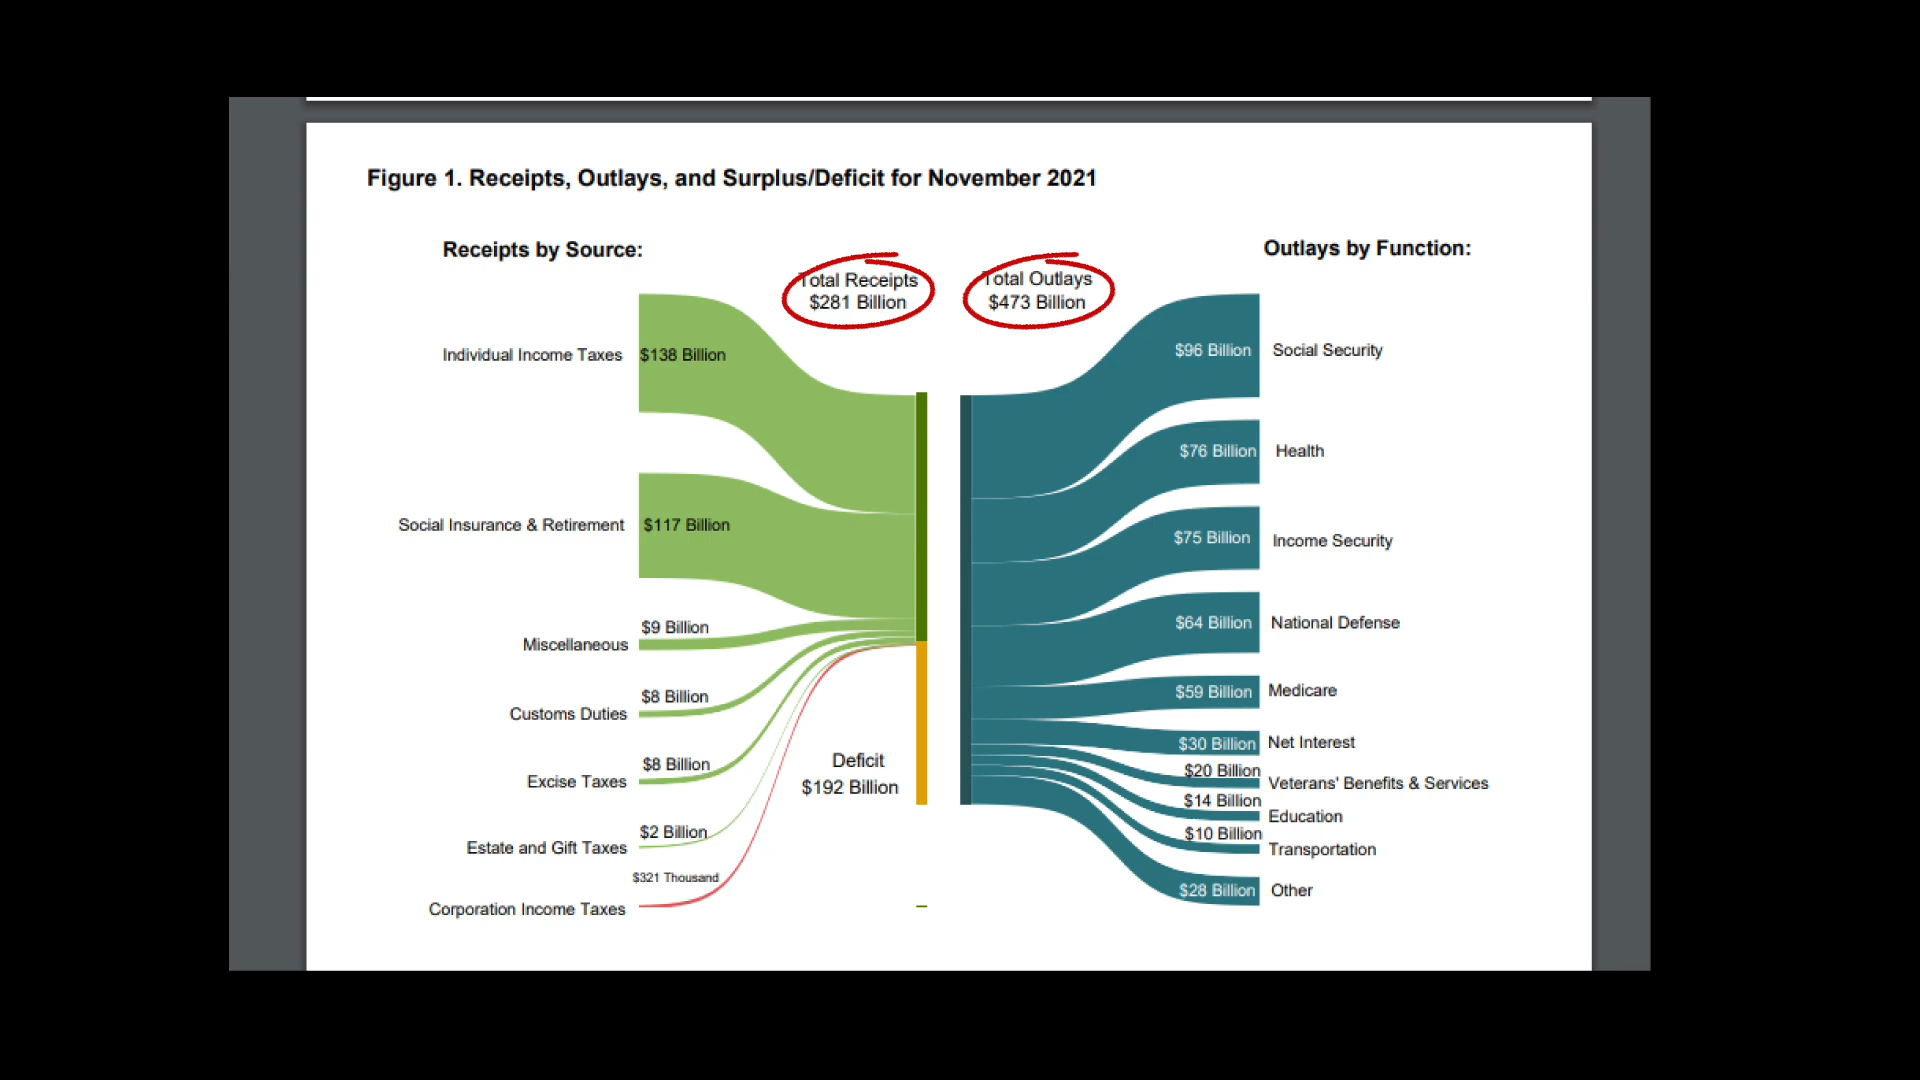 Figure 1. Receipts, Outlays, and Surplus/Deficit for November 2021
Receipts by Source:
Outlays by Function:
Total Receipts
$281 Billion
Total Outlays
$473 Billion
Individual Income Taxes
$138 Billion
Social Insurance & Retirement
$117 Billion
$9 Billion
Miscellaneous
$8 Billion
Customs Duties
$8 Billion
Excise Taxes
$2 Billion
Estate and Gift Taxes
$321 Thousand
Corporation Income Taxes
Deficit
$192 Billion
$96 Billion
Social Security
$76 Billion
Health
$75 Billion
Income Security
$64 Billion
National Defense
$59 Billion
Medicare
$30 Billion
Net Interest
$20 Billion
Veterans' Benefits & Services
$14 Billion
Education
$10 Billion
Transportation
$28 Billion
Other